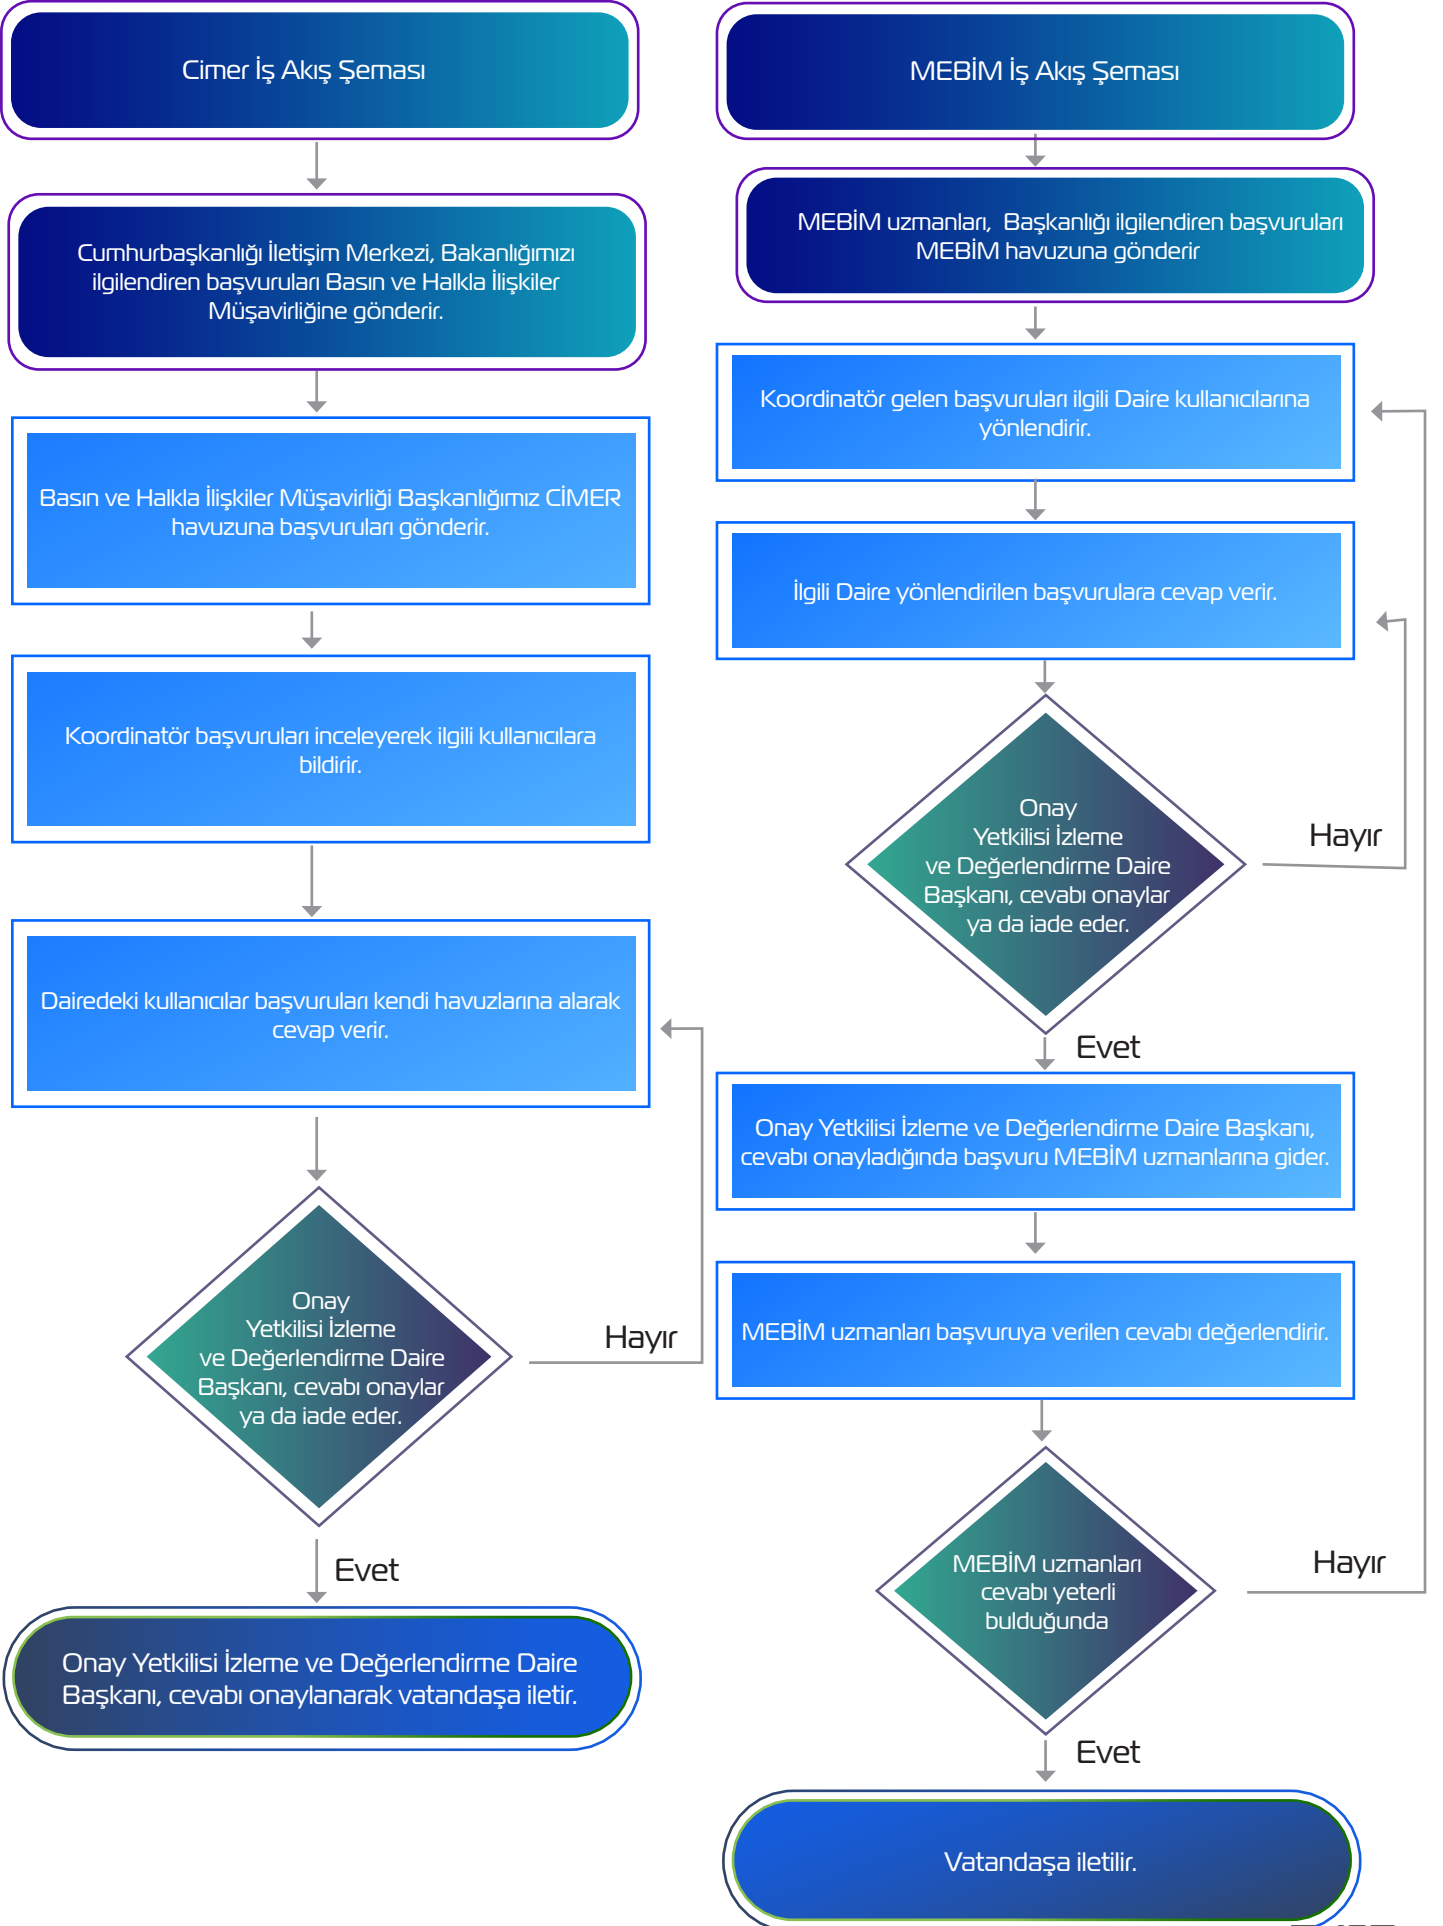 Cimer İş Akış Şeması
Cumhurbaşkanlığı İletişim Merkezi, Bakanlığımızı
ilgilendiren başvuruları Basın ve Halkla İlişkiler
Müşavirliğine gönderir.
Basın ve Halkla İlişkiler Müşavirliği Başkanlığımız CİMER
havuzuna başvuruları gönderir.
Koordinatör başvuruları inceleyerek ilgili kullanıcılara
bildirir.
Dairedeki kullanıcılar başvuruları kendi havuzlarına alarak
cevap verir.
Onay
Yetkilisi İzleme
ve Değerlendirme Daire
Başkanı, cevabı onaylar
ya da iade eder.
Hayır
Evet
Onay Yetkilisi İzleme ve Değerlendirme Daire
Başkanı, cevabı onaylanarak vatandaşa iletir.
MEBİM İş Akış Şeması
MEBİM uzmanları, Başkanlığı ilgilendiren başvuruları
MEBİM havuzuna gönderir
Koordinatör gelen başvuruları ilgili Daire kullanıcılarına
yönlendirir.
İlgili Daire yönlendirilen başvurulara cevap verir.
Onay
Yetkilisi İzleme
ve Değerlendirme Daire
Başkanı, cevabı onaylar
ya da iade eder.
Hayır
Evet
Onay Yetkilisi İzleme ve Değerlendirme Daire Başkanı,
cevabı onayladığında başvuru MEBİM uzmanlarına gider.
MEBİM uzmanları başvuruya verilen cevabı değerlendirir.
MEBİM uzmanları
cevabı yeterli
bulduğunda
Hayır
Evet
Vatandaşa iletilir.